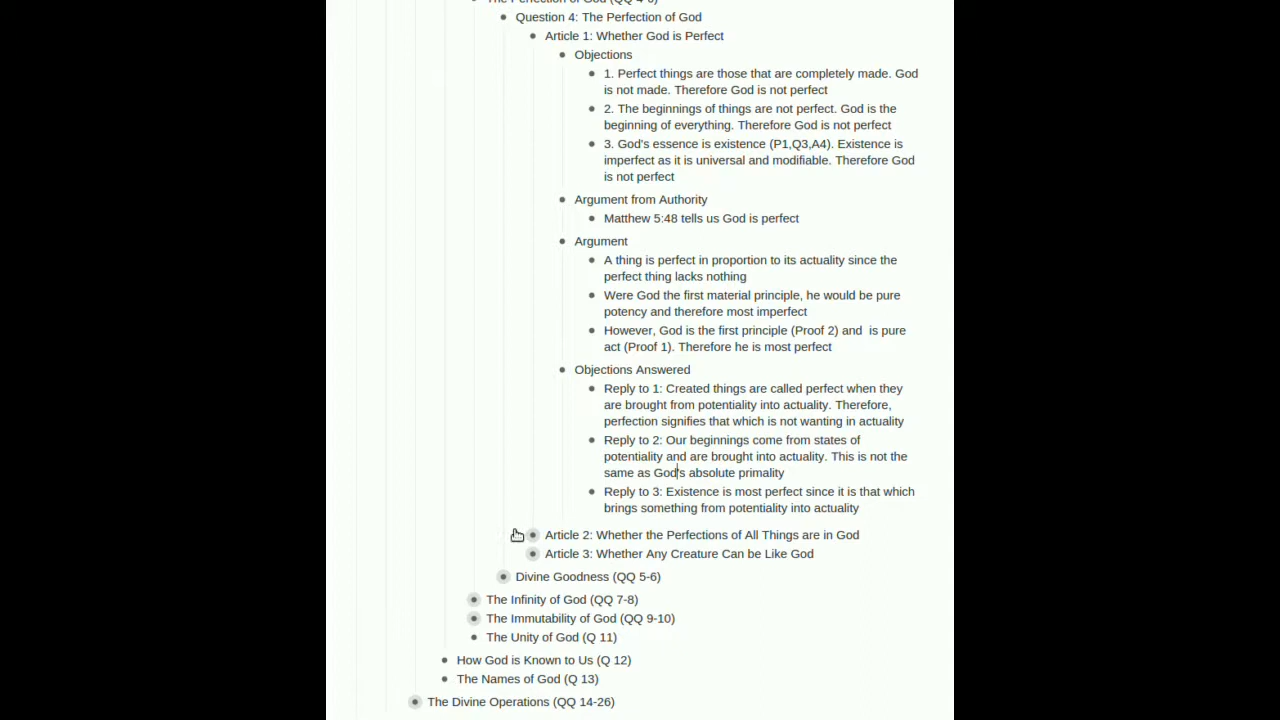 The Perfection of God (QQ 4-6)
Question 4: The Perfection of God
Article 1: Whether God is Perfect
Objections
1. Perfect things are those that are completely made. God
is not made. Therefore God is not perfect
2. The beginnings of things are not perfect. God is the
beginning of everything. Therefore God is not perfect
3. God's essence is existence (P1,Q3,A4). Existence is
imperfect as it is universal and modifiable. Therefore God
is not perfect
Argument from Authority
Matthew 5:48 tells us God is perfect
Argument
A thing is perfect in proportion to its actuality since the
perfect thing lacks nothing
Were God the first material principle, he would be pure
potency and therefore most imperfect
However, God is the first principle (Proof 2) and  is pure
act (Proof 1). Therefore he is most perfect
Objections Answered
Reply to 1: Created things are called perfect when they
are brought from potentiality into actuality. Therefore,
perfection signifies that which is not wanting in actuality
Reply to 2: Our beginnings come from states of
potentiality and are brought into actuality. This is not the
same as God's absolute primality
Reply to 3: Existence is most perfect since it is that which
brings something from potentiality into actuality
Article 2: Whether the Perfections of All Things are in God
Article 3: Whether Any Creature Can be Like God
Divine Goodness (QQ 5-6)
The Infinity of God (QQ 7-8)
The Immutability of God (QQ 9-10)
The Unity of God (Q 11)
How God is Known to Us (Q 12)
The Names of God (Q 13)
The Divine Operations (QQ 14-26)